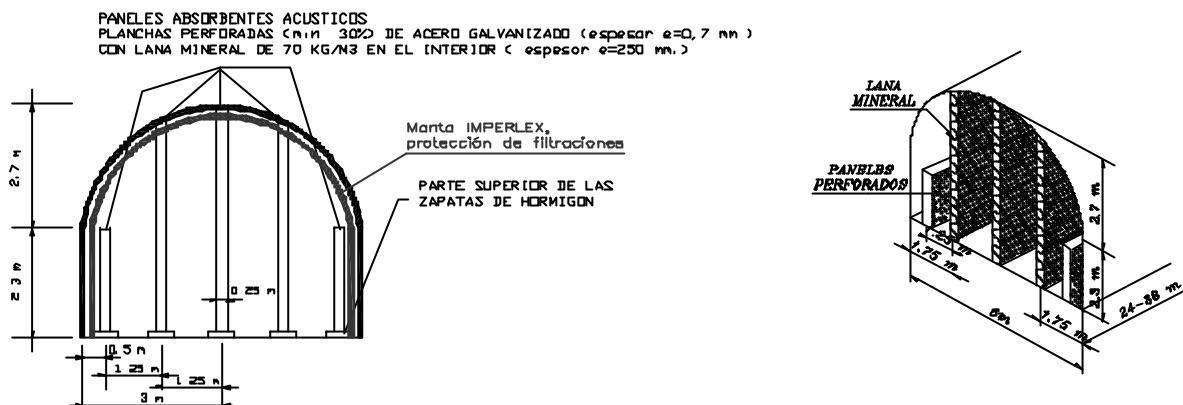 PANELES ABSORBENTES ACUSTICOS
PLANCHAS PERFORADAS (min 30%) DE ACERO GALVANIZADO (espesor e=0,7 mm )
CON LANA MINERAL DE 70 KG/M3 EN EL INTERIOR ( espesor e=250 mm.)
Manta IMPERLEX,
protección de filtraciones
PARTE SUPERIOR DE LAS
ZAPATAS DE HORMIGON
2.7 m
2.3 m
0 25 m
0.5 m
1 25 m
1 25 m
3 m
LANA
MINERAL
PANELES
PERFORADOS
.25 m
1.75 m
6m
1.75 m
2.7 m
2.3 m
24-38 m